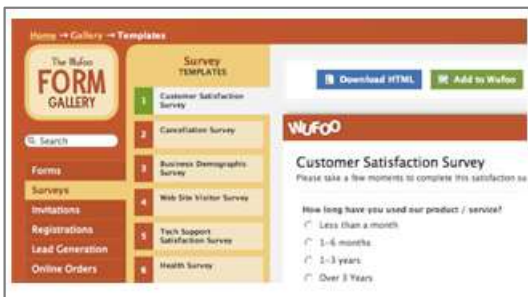 Home → Gallery → Templates
The Wufoo
FORM
GALLERY
Search
Forms
Surveys
Invitations
Registrations
Lead Generation
Online Orders
Survey
TEMPLATES
1 Customer Satisfaction
Survey
2 Cancellation Survey
3 Business Demographic
Survey
4 Web Site Visitor Survey
5 Tech Support
Satisfaction Survey
6 Health Survey
Download HTML
Add to Wufoo
WUFOO
Customer Satisfaction Survey
Please take a few moments to complete this satisfaction su
How long have you used our product / service?
Less than a month
1-6 months
1-3 years
Over 3 Years